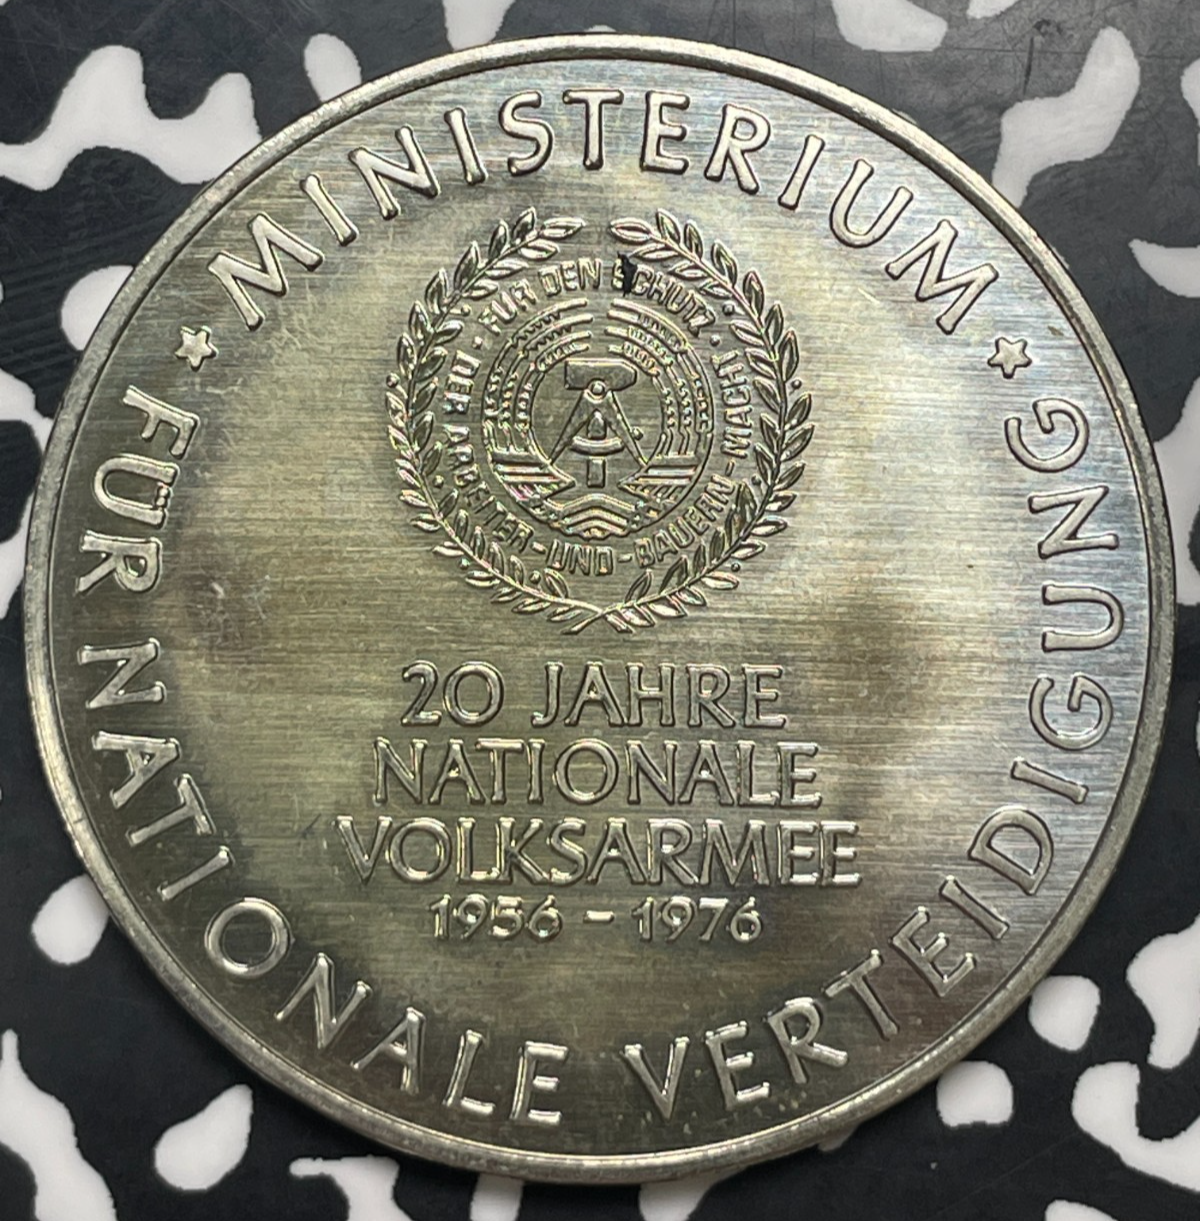 MINISTERIUM
FÜR NATIONALE VERTEIDIGUNG
FÜR DEN SCHUTZ
DER ARBEITER-UND-BAUERN-MACHT
20 JAHRE
NATIONALE
VOLKSARMEE
1956 - 1976